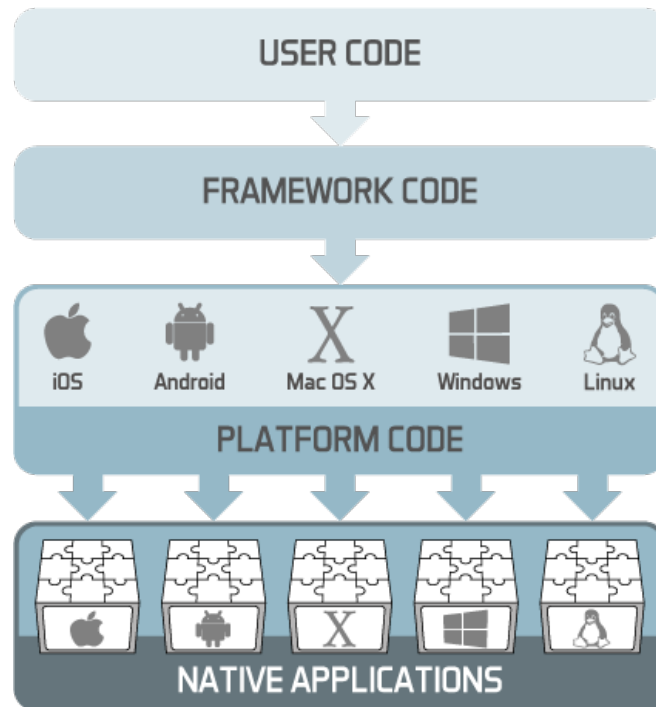 USER CODE
FRAMEWORK CODE
iOS Android Mac OS X Windows Linux
PLATFORM CODE
NATIVE APPLICATIONS